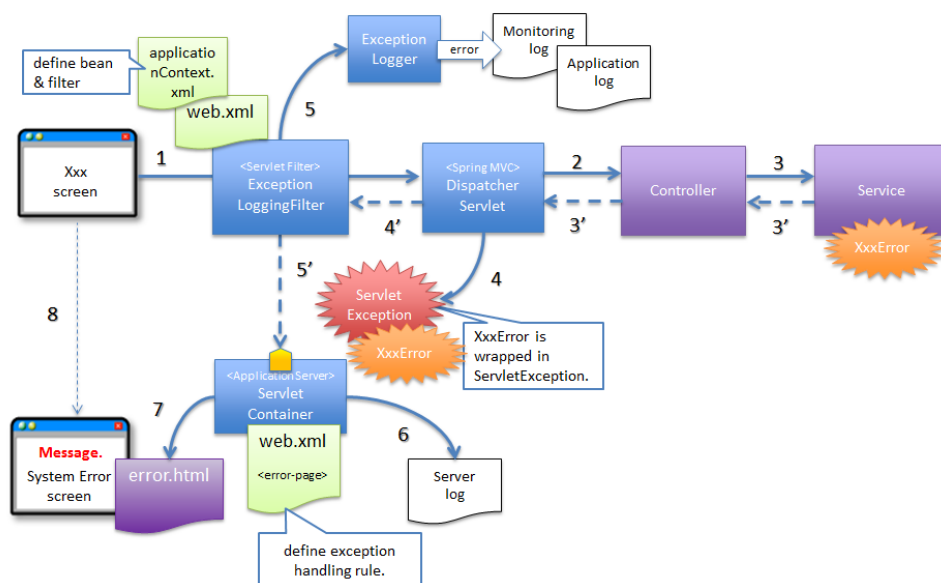 define bean
& filter
applicatio
nContext.
xml
web.xml
Exception
Logger
error
Monitoring
log
Application
log
5
Xxx
screen
1
<Servlet Filter>
Exception
LoggingFilter
<Spring MVC>
Dispatcher
Servlet
2
Controller
3
Service
4’
3’
3’
XxxError
5’
4
8
Servlet
Exception
XxxError
XxxError is
wrapped in
ServletException.
<Application Server>
Servlet
Container
7
6
Message.
System Error
screen
error.html
web.xml
<error-page>
Server
log
define exception
handling rule.